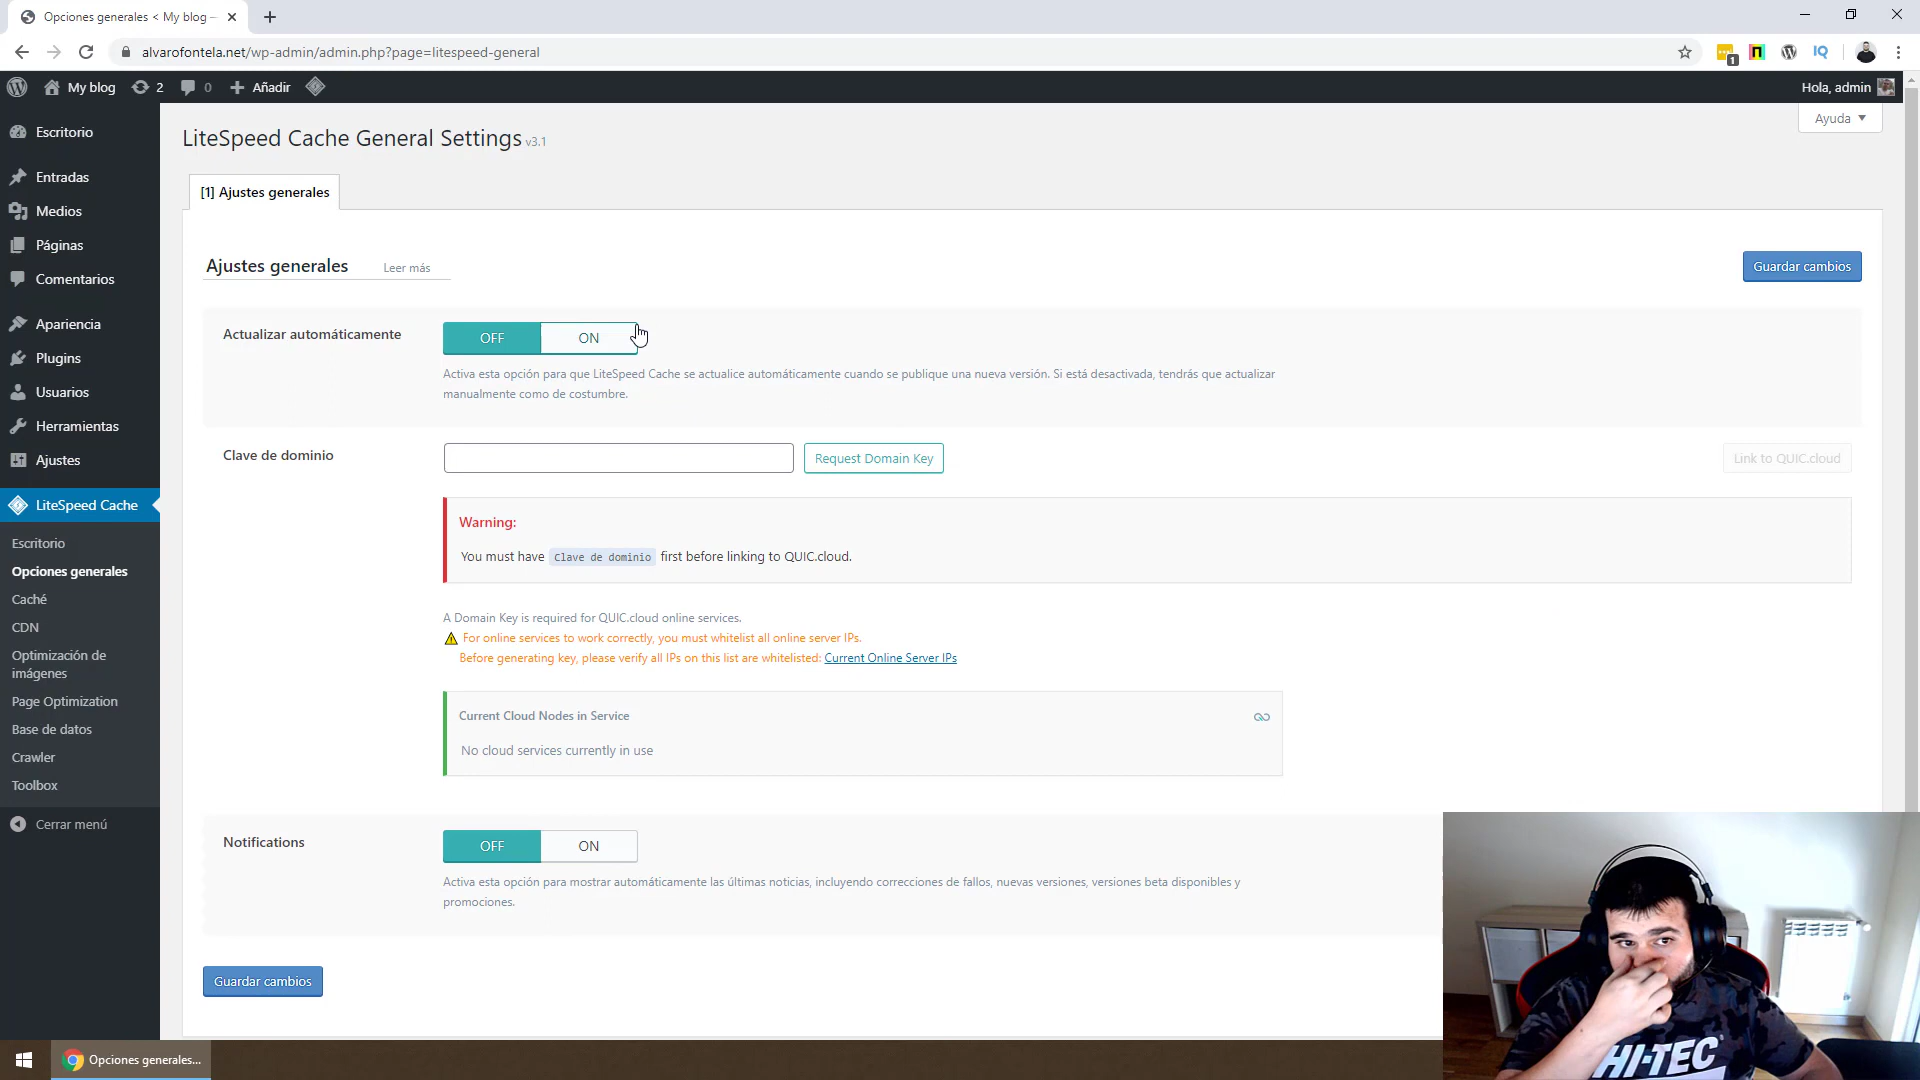 Opciones generales < My blog –
alvarofontela.net/wp-admin/admin.php?page=litespeed-general
1
IQ
My blog
2
0
Añadir
Hola, admin
Ayuda
Escritorio
Entradas
Medios
Páginas
Comentarios
Apariencia
Plugins
Usuarios
Herramientas
Ajustes
LiteSpeed Cache
Escritorio
Opciones generales
Caché
CDN
Optimización de
imágenes
Page Optimization
Base de datos
Crawler
Toolbox
Cerrar menú
LiteSpeed Cache General Settings v3.1
[1] Ajustes generales
Ajustes generales
Leer más
Guardar cambios
Actualizar automáticamente
OFF
ON
Activa esta opción para que LiteSpeed Cache se actualice automáticamente cuando se publique una nueva versión. Si está desactivada, tendrás que actualizar
manualmente como de costumbre.
Clave de dominio
Request Domain Key
Link to QUIC.cloud
Warning:
You must have Clave de dominio first before linking to QUIC.cloud.
A Domain Key is required for QUIC.cloud online services.
For online services to work correctly, you must whitelist all online server IPs.
Before generating key, please verify all IPs on this list are whitelisted: Current Online Server IPs
Current Cloud Nodes in Service
No cloud services currently in use
Notifications
OFF
ON
Activa esta opción para mostrar automáticamente las últimas noticias, incluyendo correcciones de fallos, nuevas versiones, versiones beta disponibles y
promociones.
Guardar cambios
HI-TEC
Opciones generales...